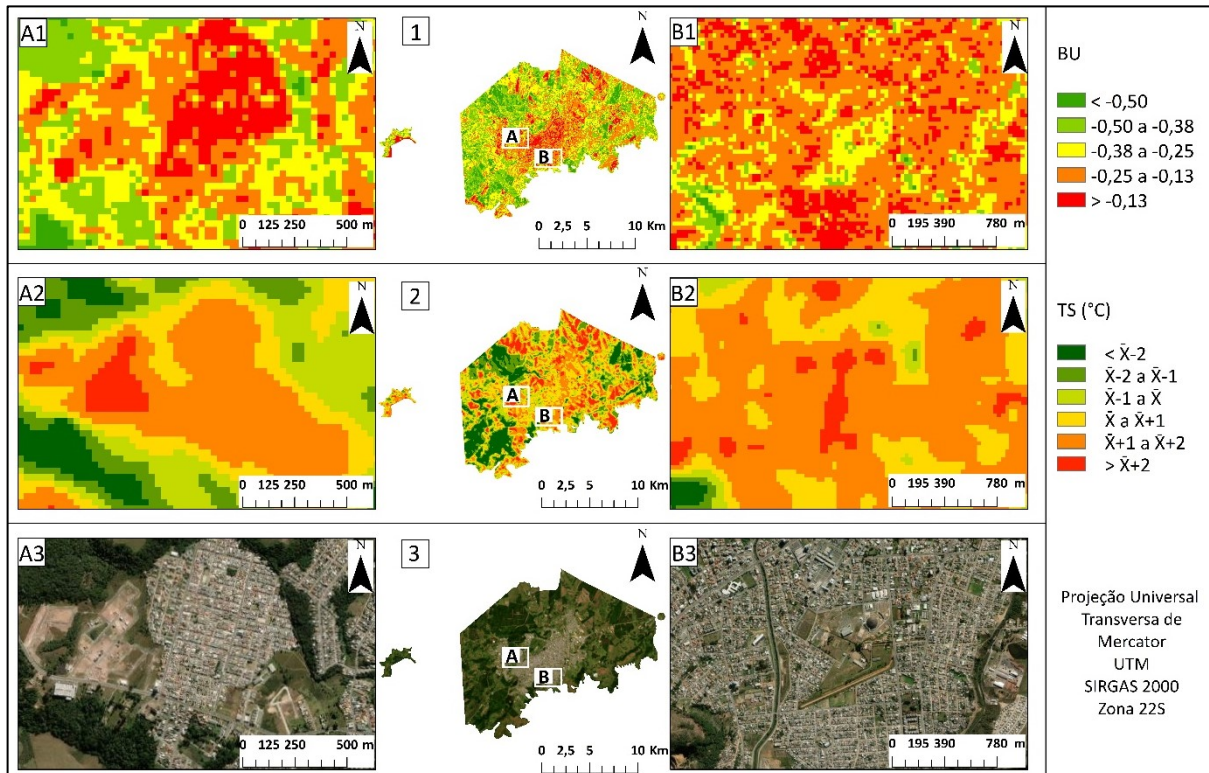 A1
N
125 250
0 500 m
1
N
A
B
2,5 5
0 10 Km
B1
N
195 390
0 780 m
BU
< -0,50
-0,50 a -0,38
-0,38 a -0,25
-0,25 a -0,13
> -0,13
A2
N
125 250
0 500 m
2
N
A
B
2,5 5
0 10 Km
B2
N
195 390
0 780 m
TS (°C)
< X̄-2
X̄-2 a X̄-1
X̄-1 a X̄
X̄ a X̄+1
X̄+1 a X̄+2
> X̄+2
A3
N
125 250
0 500 m
3
N
A
B
2,5 5
0 10 Km
B3
N
195 390
0 780 m
Projeção Universal
Transversa de
Mercator
UTM
SIRGAS 2000
Zona 22S